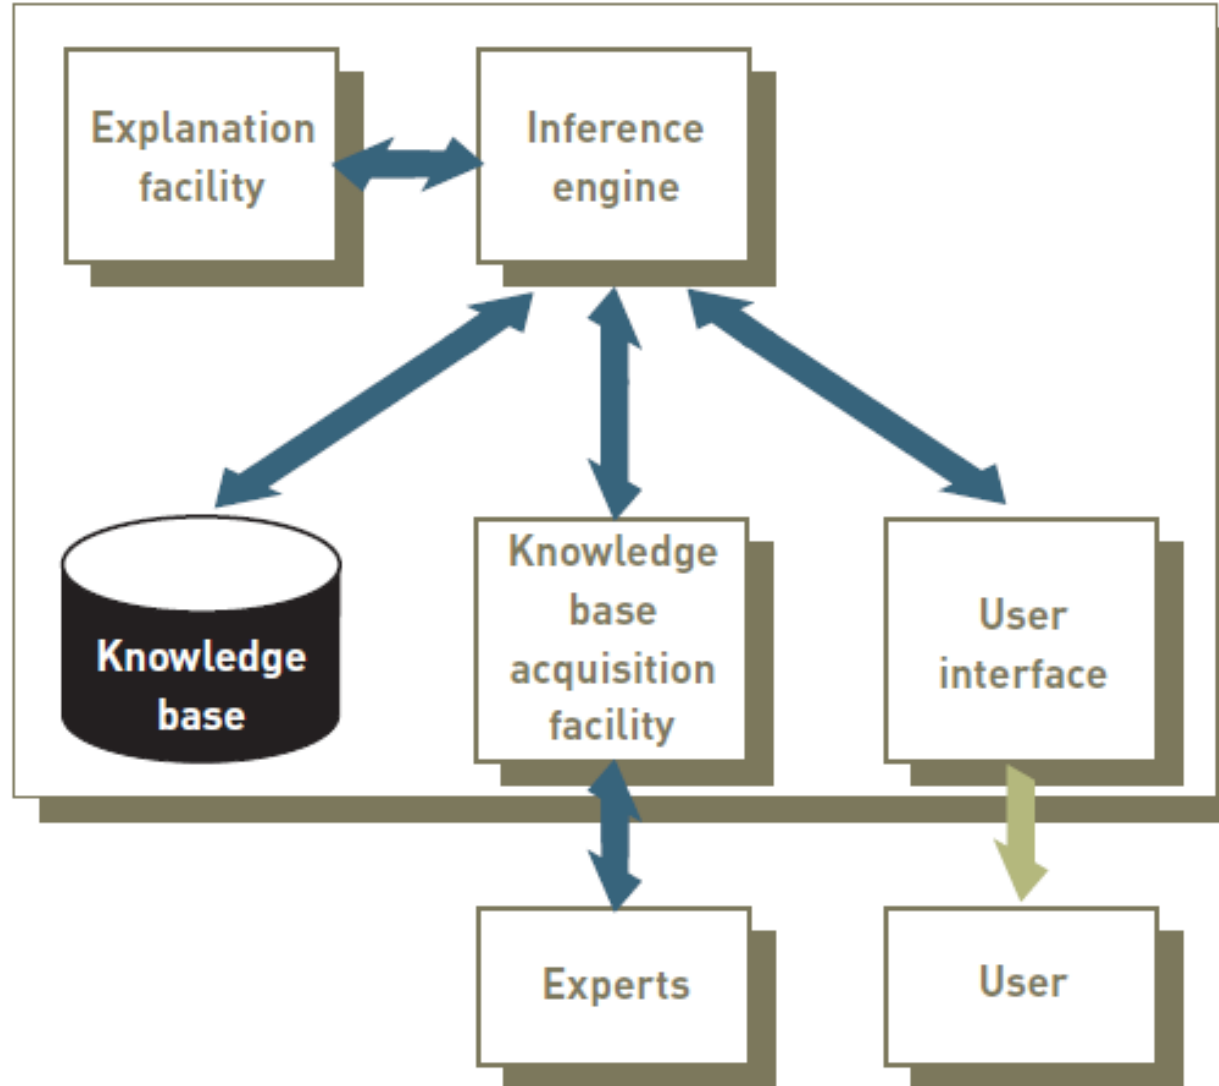 Explanation
facility
Inference
engine
Knowledge
base
Knowledge
base
acquisition
facility
User
interface
Experts
User